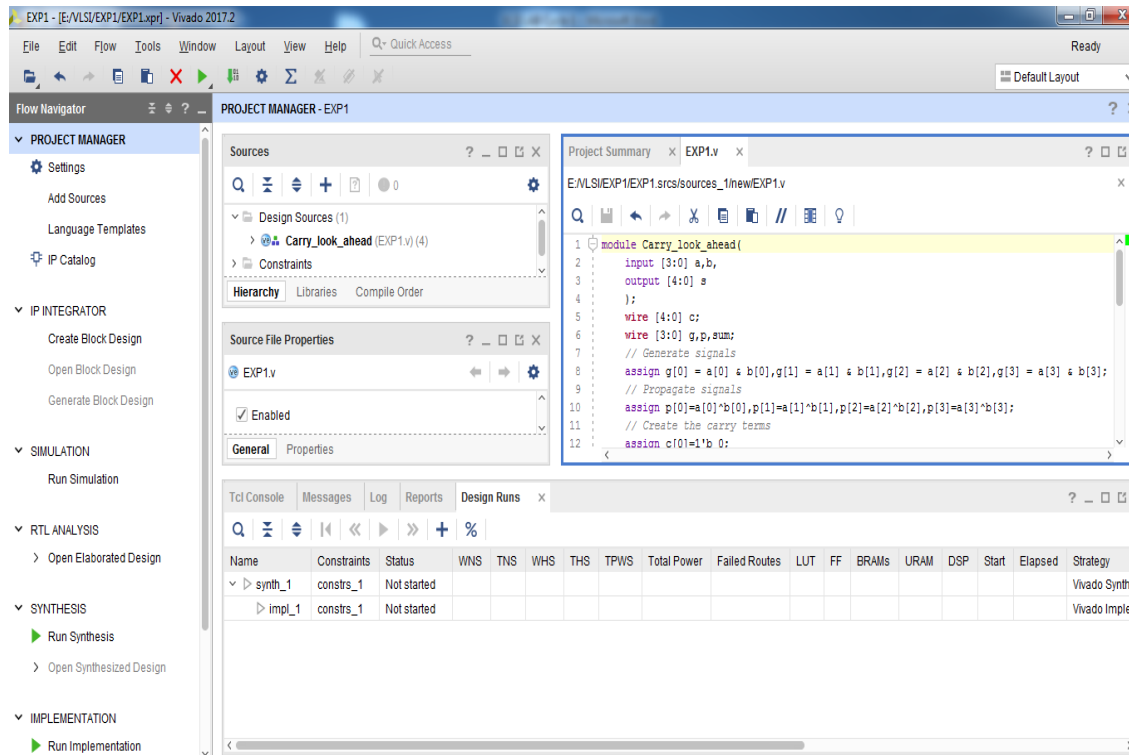 EXP1 - [E:/VLSI/EXP1/EXP1.xpr] - Vivado 2017.2
File Edit Flow Tools Window Layout View Help Quick Access
Ready
Default Layout
Flow Navigator
PROJECT MANAGER
Settings
Add Sources
Language Templates
IP Catalog
IP INTEGRATOR
Create Block Design
Open Block Design
Generate Block Design
SIMULATION
Run Simulation
RTL ANALYSIS
Open Elaborated Design
SYNTHESIS
Run Synthesis
Open Synthesized Design
IMPLEMENTATION
Run Implementation
PROJECT MANAGER - EXP1
Sources
0
Design Sources (1)
Carry_look_ahead (EXP1.v) (4)
Constraints
Hierarchy Libraries Compile Order
Source File Properties
EXP1.v
Enabled
General Properties
Project Summary EXP1.v
E:/VLSI/EXP1/EXP1.srcs/sources_1/new/EXP1.v
1 module Carry_look_ahead(
2 input [3:0] a,b,
3 output [4:0] s
4 );
5 wire [4:0] c;
6 wire [3:0] g,p,sum;
7 // Generate signals
8 assign g[0] = a[0] & b[0],g[1] = a[1] & b[1],g[2] = a[2] & b[2],g[3] = a[3] & b[3];
9 // Propagate signals
10 assign p[0]=a[0]^b[0],p[1]=a[1]^b[1],p[2]=a[2]^b[2],p[3]=a[3]^b[3];
11 // Create the carry terms
12 assign c[0]=1'b 0;
Tcl Console Messages Log Reports Design Runs
Name Constraints Status WNS TNS WHS THS TPWS Total Power Failed Routes LUT FF BRAMs URAM DSP Start Elapsed Strategy
synth_1 constrs_1 Not started Vivado Synth
impl_1 constrs_1 Not started Vivado Imple